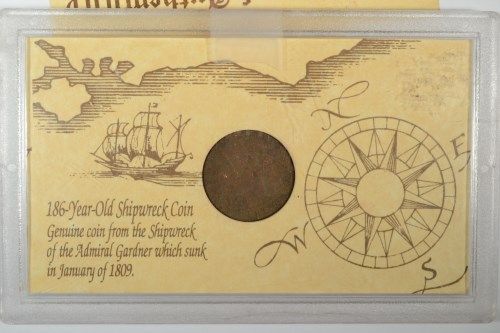 186-Year-Old Shipwreck Coin
Genuine coin from the Shipwreck
of the Admiral Gardner which sunk
in January of 1809.
N
E
W
S